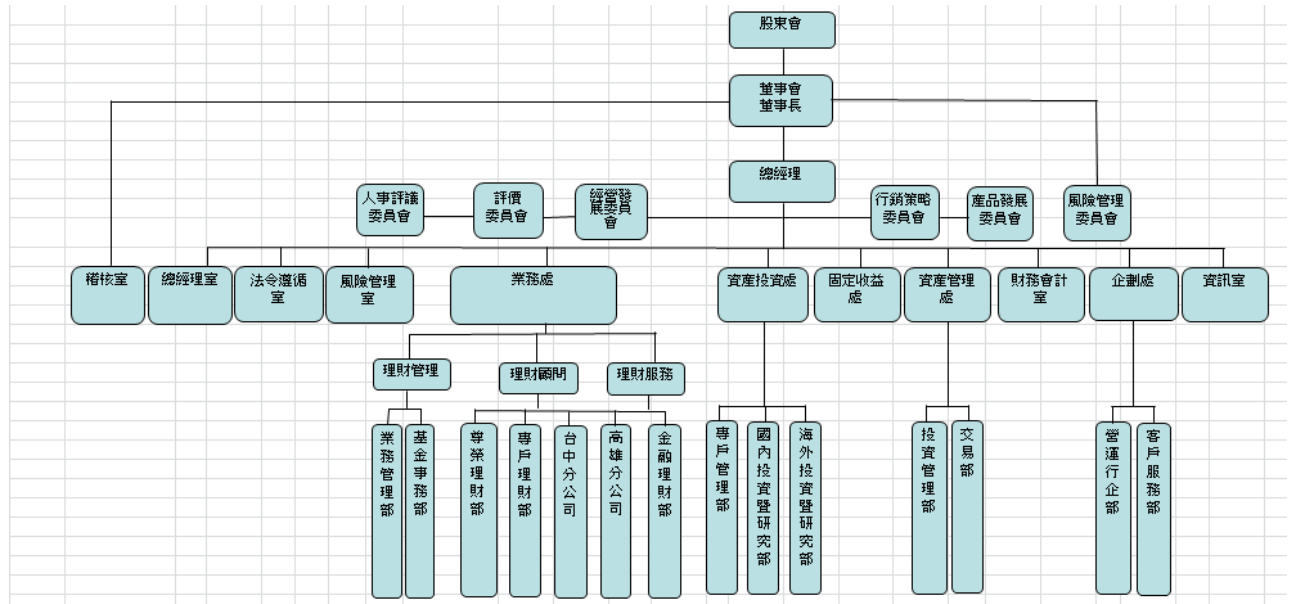 股東會
董事會
董事長
總經理
人事評議
委員會
評價
委員會
經營發
展委員
會
行銷策略
委員會
產品發展
委員會
風險管理
委員會
稽核室
總經理室
法令遵循
室
風險管理
室
業務處
資產投資處
固定收益
處
資產管理
處
財務會計
室
企劃處
資訊室
理財管理
理財顧問
理財服務
業務管理部
基金事務部
尊榮理財部
專戶理財部
台中分公司
高雄分公司
金融理財部
專戶管理部
國內投資暨研究部
海外投資暨研究部
投資管理部
交易部
營運行企部
客戶服務部